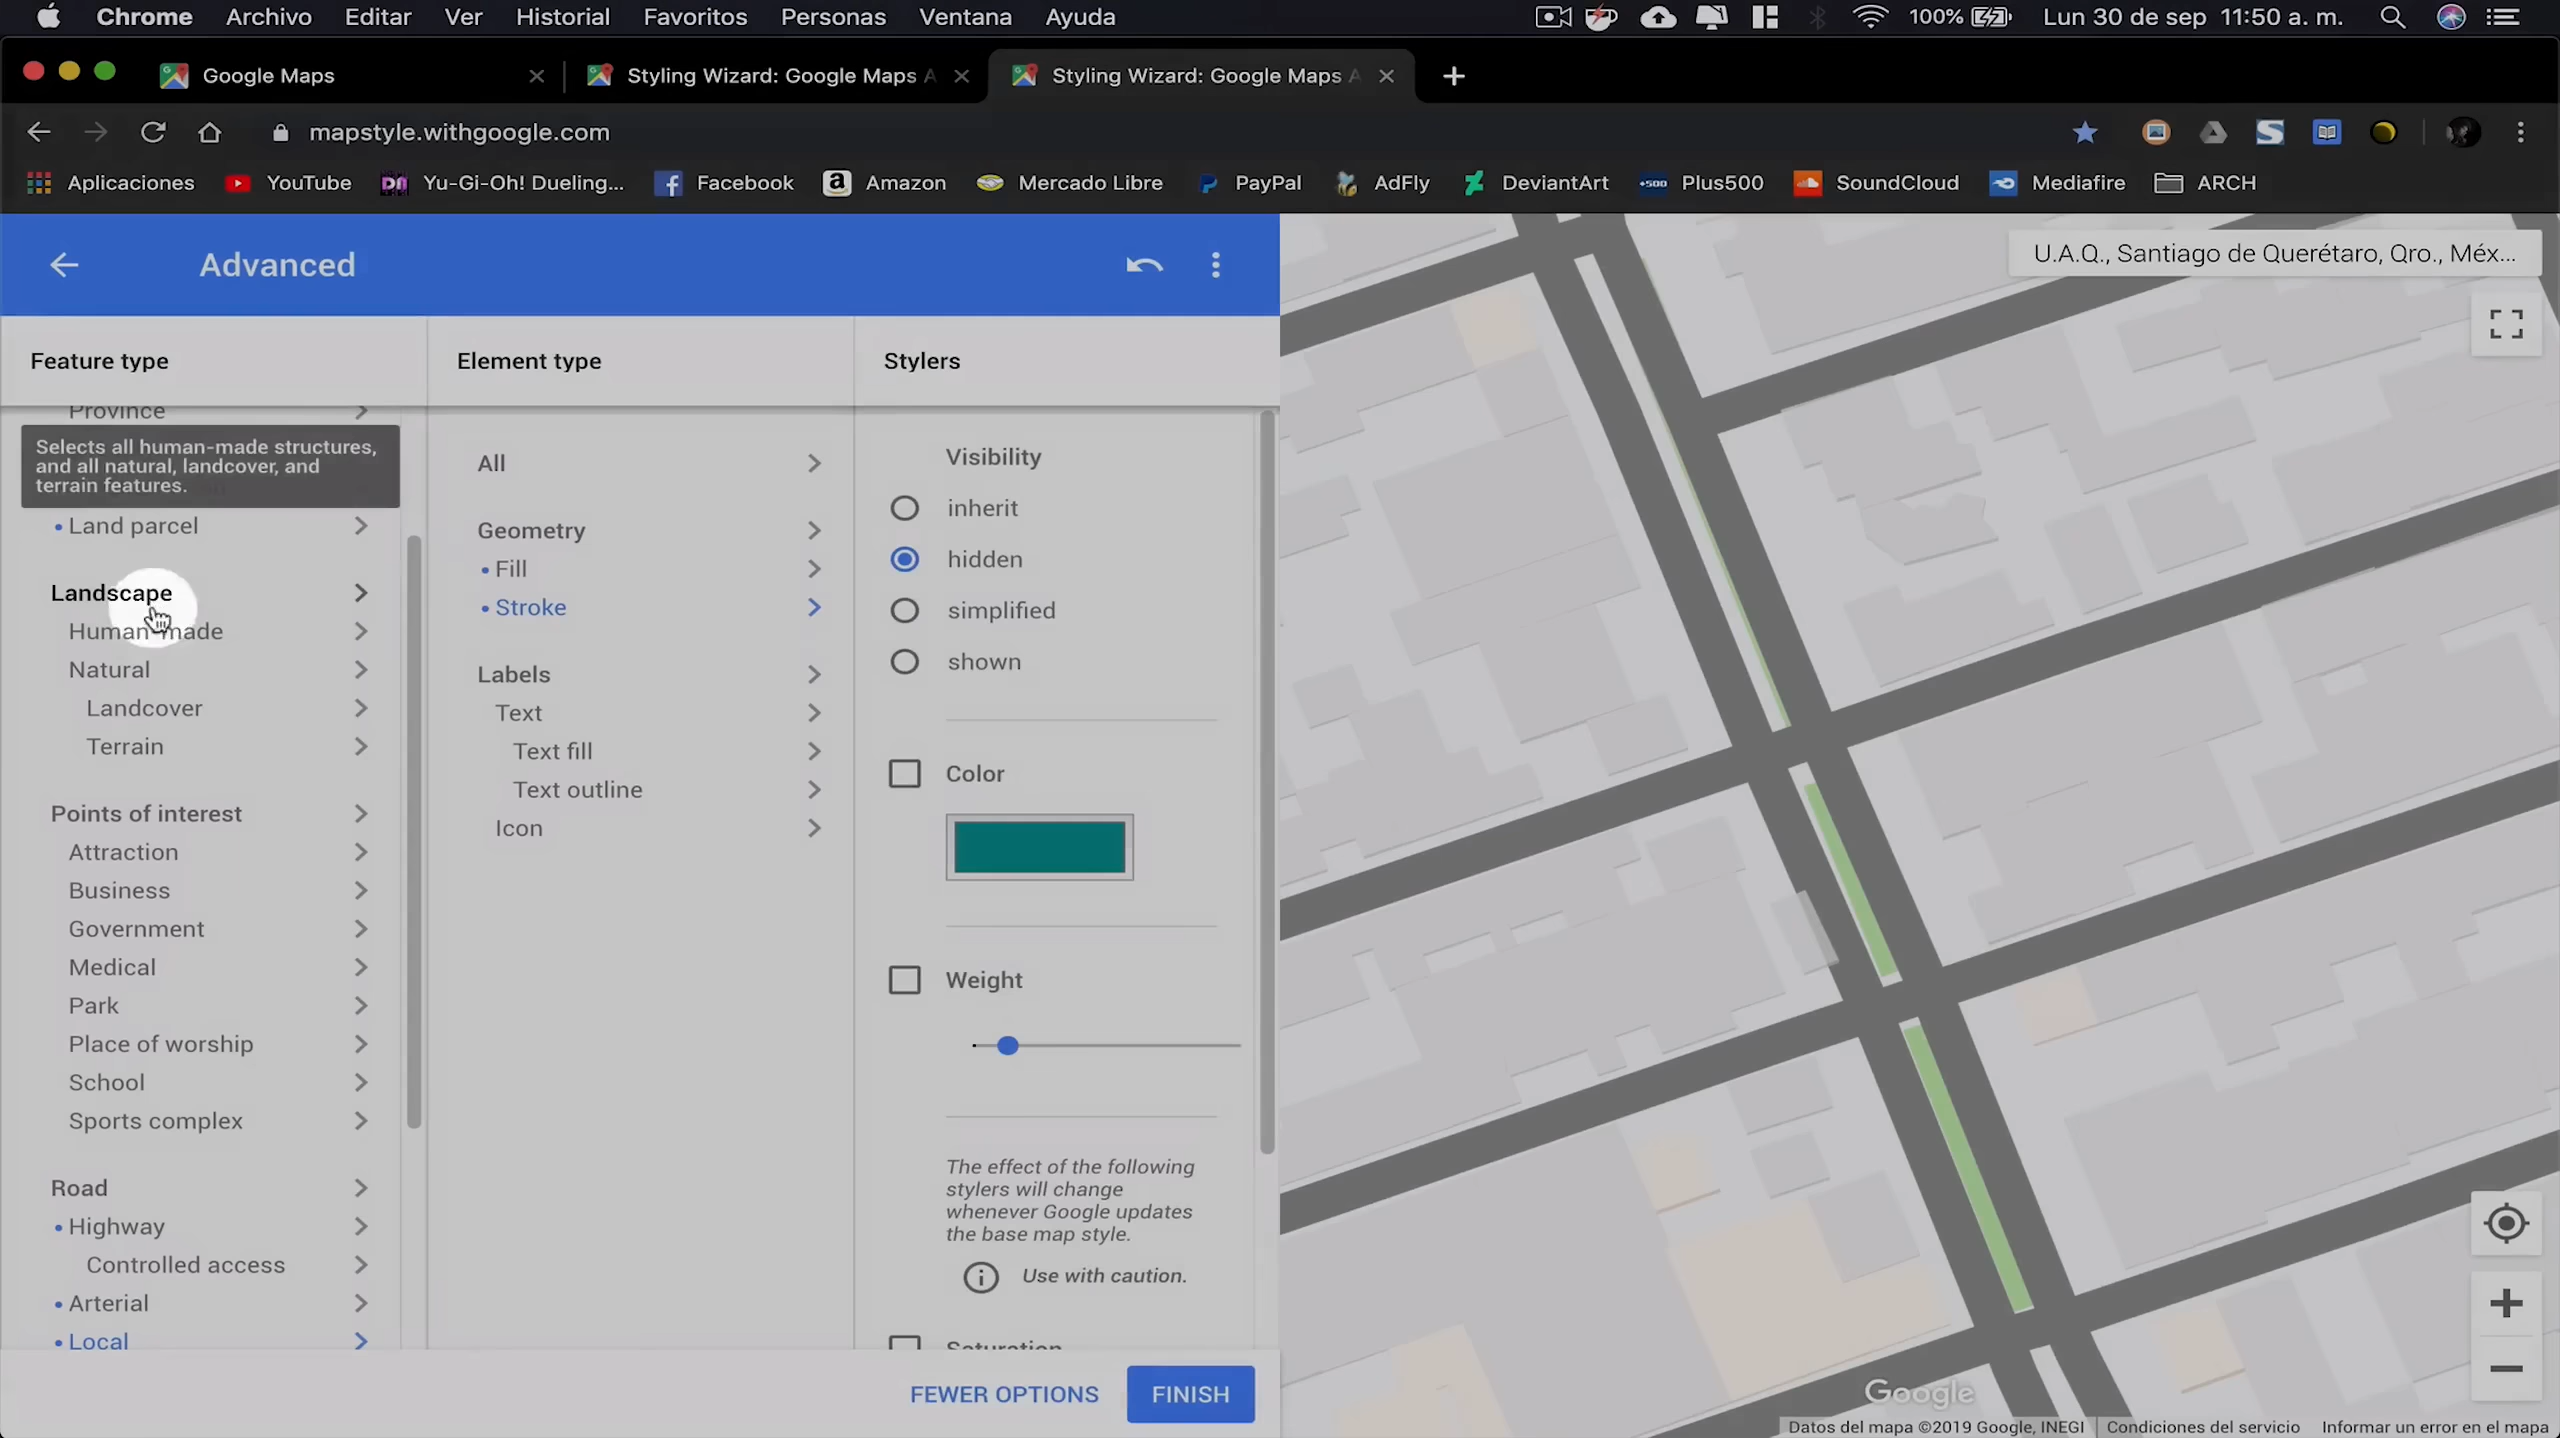 Chrome Archivo Editar Ver Historial Favoritos Personas Ventana Ayuda 100% Lun 30 de sep 11:50 a. m.
Google Maps Styling Wizard: Google Maps A Styling Wizard: Google Maps A
mapstyle.withgoogle.com
Aplicaciones YouTube Yu-Gi-Oh! Dueling... Facebook Amazon Mercado Libre PayPal AdFly DeviantArt +500 Plus500 SoundCloud Mediafire ARCH
Advanced
U.A.Q., Santiago de Querétaro, Qro., Méx...
Feature type
Province
Selects all human-made structures,
and all natural, landcover, and
terrain features.
Land parcel
Landscape
Human-made
Natural
Landcover
Terrain
Points of interest
Attraction
Business
Government
Medical
Park
Place of worship
School
Sports complex
Road
Highway
Controlled access
Arterial
Local
Element type
All
Geometry
Fill
Stroke
Labels
Text
Text fill
Text outline
Icon
Stylers
Visibility
inherit
hidden
simplified
shown
Color
Weight
The effect of the following
stylers will change
whenever Google updates
the base map style.
Use with caution.
Saturation
FEWER OPTIONS FINISH
Google
Datos del mapa ©2019 Google, INEGI Condiciones del servicio Informar un error en el mapa